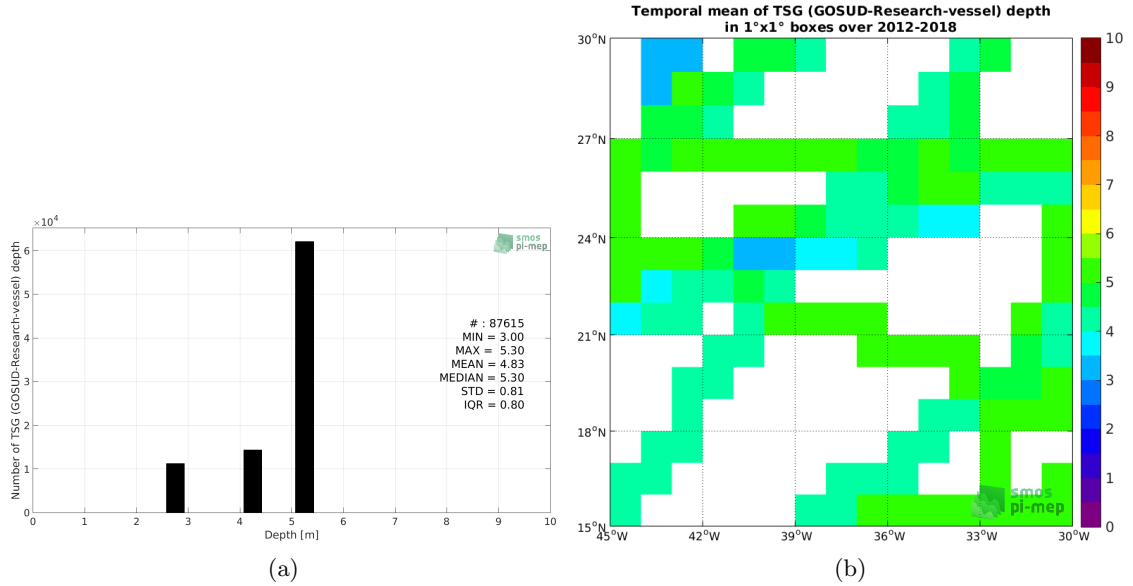 ×10⁴
6
5
4
3
2
1
0
Number of TSG (GOSUD-Research-vessel) depth
smos
pi-mep
# : 87615
MIN = 3.00
MAX = 5.30
MEAN = 4.83
MEDIAN = 5.30
STD = 0.81
IQR = 0.80
0 1 2 3 4 5 6 7 8 9 10
Depth [m]
(a)
Temporal mean of TSG (GOSUD-Research-vessel) depth
in 1°x1° boxes over 2012-2018
30°N
27°N
24°N
21°N
18°N
15°N
45°W 42°W 39°W 36°W 33°W 30°W
smos
pi-mep
10
9
8
7
6
5
4
3
2
1
0
(b)